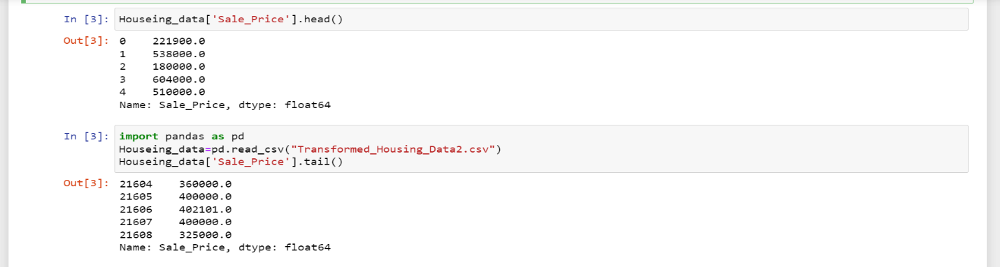 In [3]: Houseing_data['Sale_Price'].head()
Out[3]: 0    221900.0
1    538000.0
2    180000.0
3    604000.0
4    510000.0
Name: Sale_Price, dtype: float64
In [3]: import pandas as pd
Houseing_data=pd.read_csv("Transformed_Housing_Data2.csv")
Houseing_data['Sale_Price'].tail()
Out[3]: 21604    360000.0
21605    400000.0
21606    402101.0
21607    400000.0
21608    325000.0
Name: Sale_Price, dtype: float64